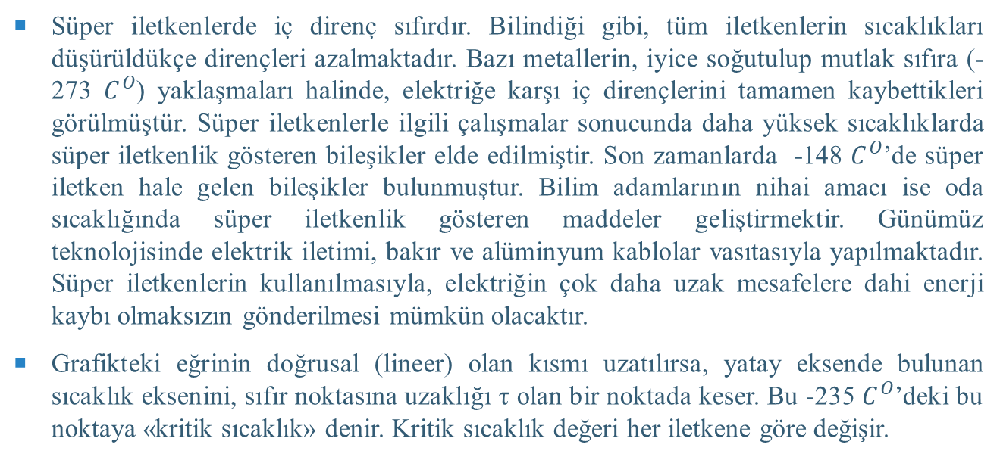 ▪ Süper iletkenlerde iç direnç sıfırdır. Bilindiği gibi, tüm iletkenlerin sıcaklıkları
düşürüldükçe dirençleri azalmaktadır. Bazı metallerin, iyice soğutulup mutlak sıfıra (-
273 C^O) yaklaşmaları halinde, elektriğe karşı iç dirençlerini tamamen kaybettikleri
görülmüştür. Süper iletkenlerle ilgili çalışmalar sonucunda daha yüksek sıcaklıklarda
süper iletkenlik gösteren bileşikler elde edilmiştir. Son zamanlarda -148 C^O’de süper
iletken hale gelen bileşikler bulunmuştur. Bilim adamlarının nihai amacı ise oda
sıcaklığında süper iletkenlik gösteren maddeler geliştirmektir. Günümüz
teknolojisinde elektrik iletimi, bakır ve alüminyum kablolar vasıtasıyla yapılmaktadır.
Süper iletkenlerin kullanılmasıyla, elektriğin çok daha uzak mesafelere dahi enerji
kaybı olmaksızın gönderilmesi mümkün olacaktır.
▪ Grafikteki eğrinin doğrusal (lineer) olan kısmı uzatılırsa, yatay eksende bulunan
sıcaklık eksenini, sıfır noktasına uzaklığı τ olan bir noktada keser. Bu -235 C^O’deki bu
noktaya «kritik sıcaklık» denir. Kritik sıcaklık değeri her iletkene göre değişir.